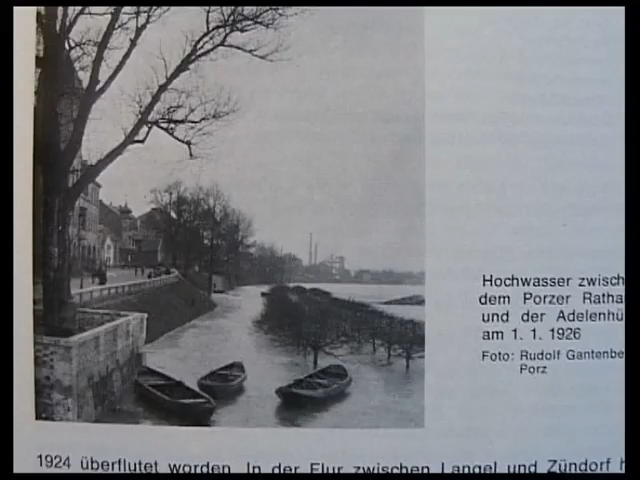 Hochwasser zwisch
dem Porzer Ratha
und der Adelenhü
am 1. 1. 1926
Foto: Rudolf Gantenbe
Porz
1924 überflutet worden. In der Flur zwischen Langel und Zündorf h